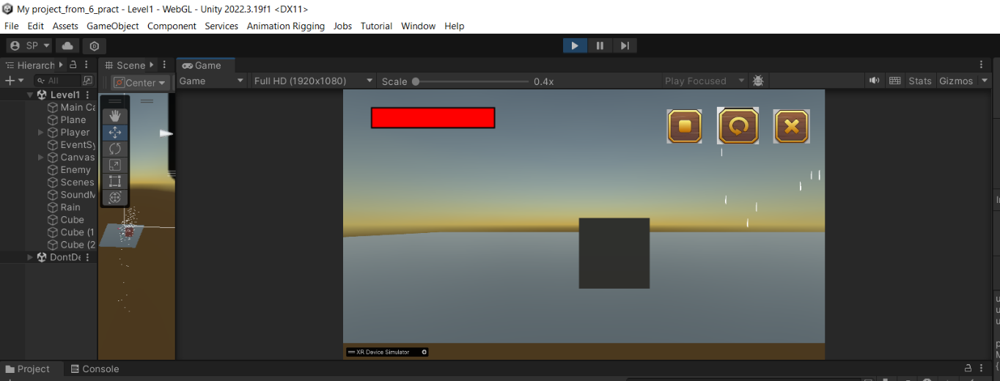 My project_from_6_pract - Level1 - WebGL - Unity 2022.3.19f1 <DX11>
File Edit Assets GameObject Component Services Animation Rigging Jobs Tutorial Window Help
SP
Hierarch Scene Game
All Center Game Full HD (1920x1080) Scale 0.4x Play Focused Stats Gizmos
Level1
Main Ca
Plane
Player
EventSy
Canvas
Enemy
Scenes
SoundM
Rain
Cube
Cube (1
Cube (2
DontDe
XR Device Simulator
Project Console